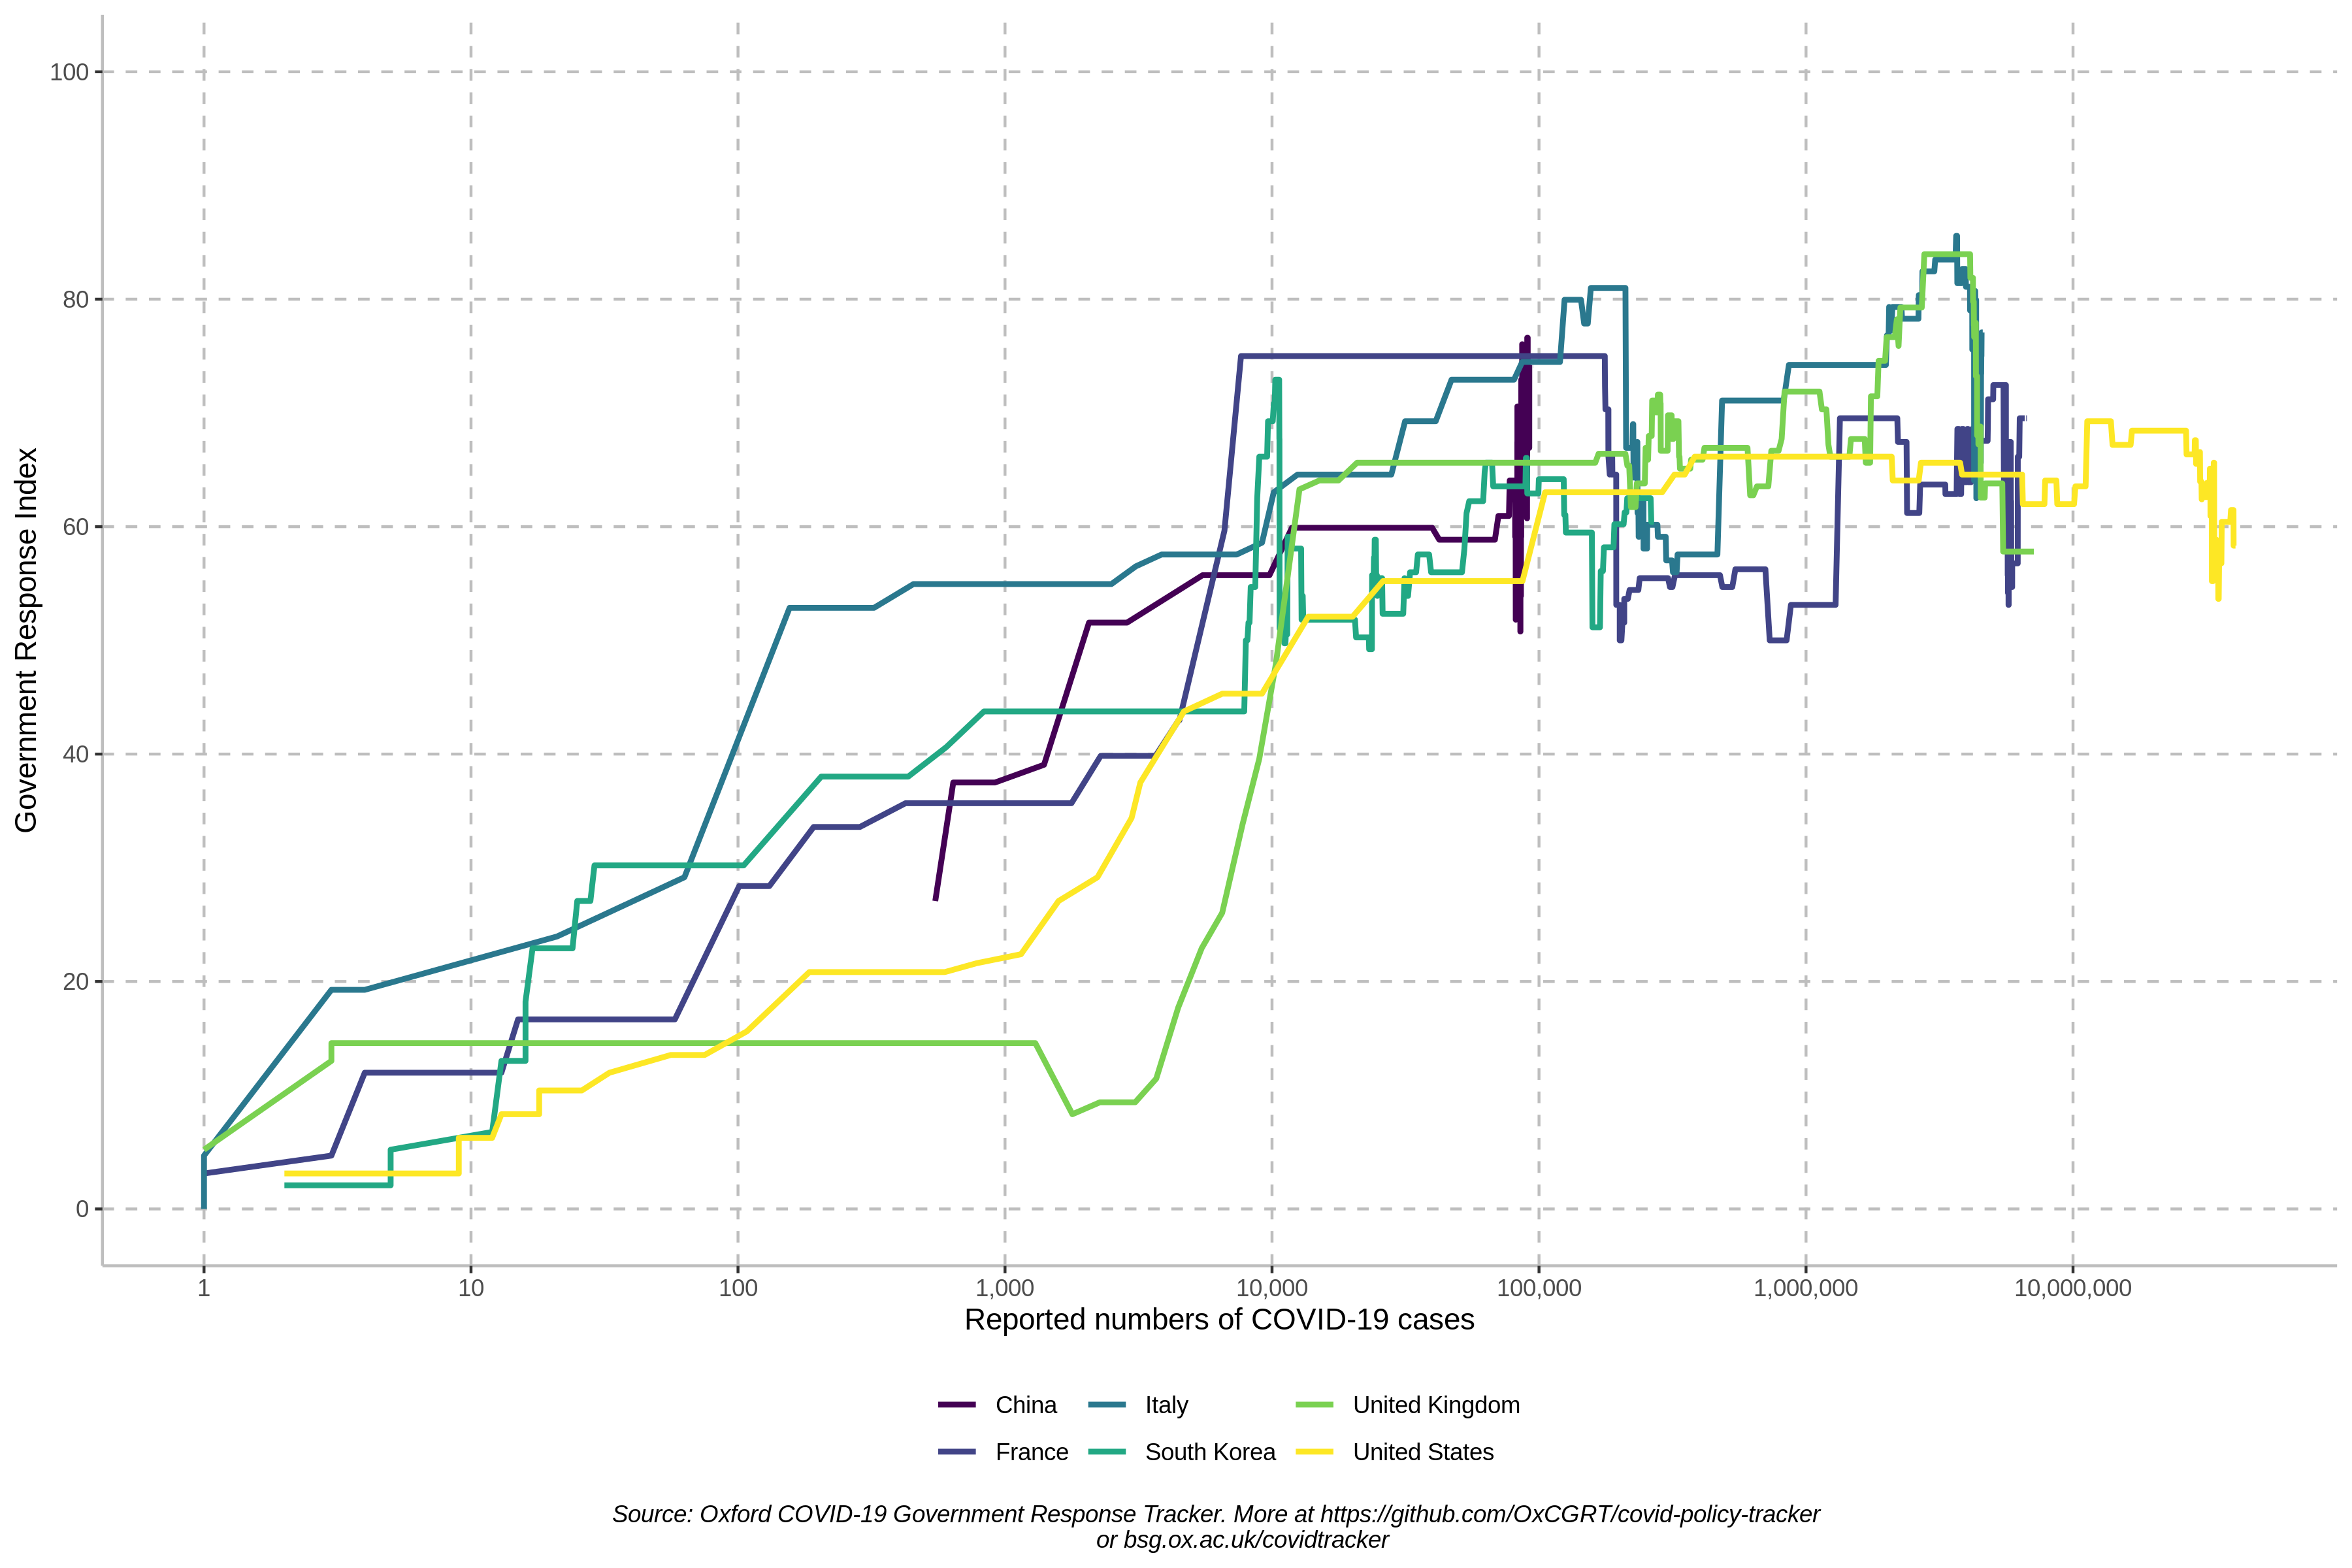 Government Response Index
100
80
60
40
20
0
1 10 100 1,000 10,000 100,000 1,000,000 10,000,000
Reported numbers of COVID-19 cases
China Italy United Kingdom
France South Korea United States
Source: Oxford COVID-19 Government Response Tracker. More at https://github.com/OxCGRT/covid-policy-tracker
or bsg.ox.ac.uk/covidtracker